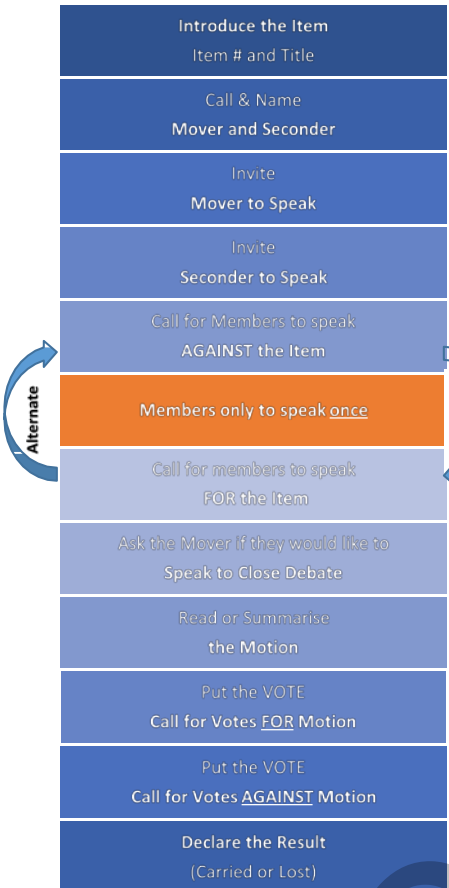 Introduce the Item
Item # and Title
Call & Name
Mover and Seconder
Invite
Mover to Speak
Invite
Seconder to Speak
Call for Members to speak
AGAINST the Item
Alternate
Members only to speak once
Call for members to speak
FOR the Item
Ask the Mover if they would like to
Speak to Close Debate
Read or Summarise
the Motion
Put the VOTE
Call for Votes FOR Motion
Put the VOTE
Call for Votes AGAINST Motion
Declare the Result
(Carried or Lost)